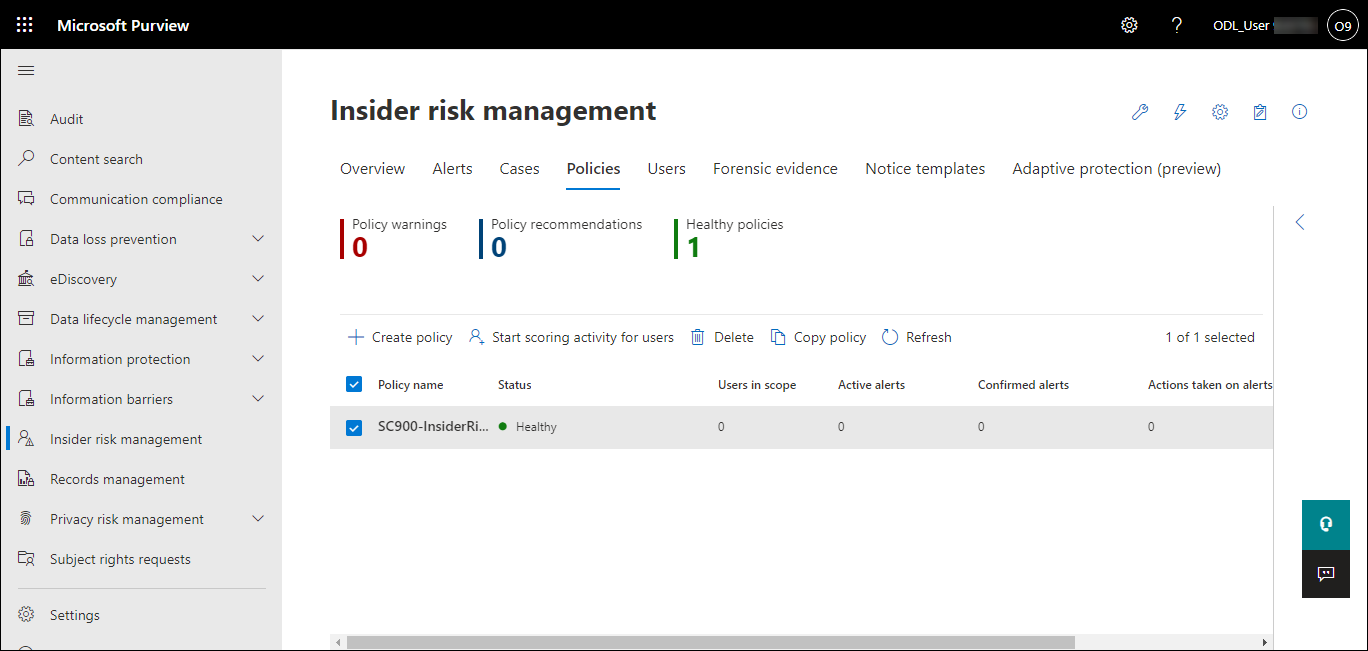 Microsoft Purview
? ODL_User O9
Audit
Content search
Communication compliance
Data loss prevention
eDiscovery
Data lifecycle management
Information protection
Information barriers
Insider risk management
Records management
Privacy risk management
Subject rights requests
Settings
Insider risk management
Overview Alerts Cases Policies Users Forensic evidence Notice templates Adaptive protection (preview)
Policy warnings
0
Policy recommendations
0
Healthy policies
1
Create policy Start scoring activity for users Delete Copy policy Refresh 1 of 1 selected
Policy name Status Users in scope Active alerts Confirmed alerts Actions taken on alerts
SC900-InsiderRi... Healthy 0 0 0 0